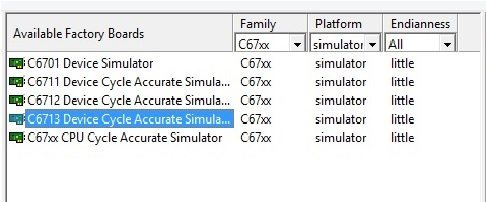 Available Factory Boards Family Platform Endianness
C67xx simulator All
C6701 Device Simulator C67xx simulator little
C6711 Device Cycle Accurate Simula... C67xx simulator little
C6712 Device Cycle Accurate Simula... C67xx simulator little
C6713 Device Cycle Accurate Simula... C67xx simulator little
C67xx CPU Cycle Accurate Simulator C67xx simulator little